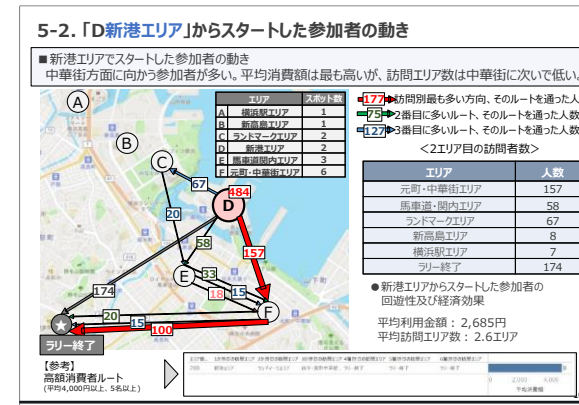 5-2. 「D新港エリア」からスタートした参加者の動き
■新港エリアでスタートした参加者の動き
中華街方面に向かう参加者が多い。平均消費額は最も高いが、訪問エリア数は中華街に次いで低い。
エリア スポット数
A 横浜駅エリア 1
B 新高島エリア 1
C ランドマークエリア 2
D 新港エリア 2
E 馬車道関内エリア 3
F 元町・中華街エリア 6
A
B
C
D
E
F
484
67
20
58
157
33
18
15
174
20
15
100
ラリー終了
177 訪問別最も多い方向、そのルートを通った人
75 2番目に多いルート、そのルートを通った人数
127 3番目に多いルート、そのルートを通った人数
<2エリア目の訪問者数>
エリア 人数
元町・中華街エリア 157
馬車道・関内エリア 58
ランドマークエリア 67
新高島エリア 8
横浜駅エリア 7
ラリー終了 174
●新港エリアからスタートした参加者の
回遊性及び経済効果
平均利用金額： 2,685円
平均訪問エリア数： 2.6エリア
【参考】
高額消費者ルート
(平均4,000円以上、5名以上)
0 2,000 4,000
平均消費額